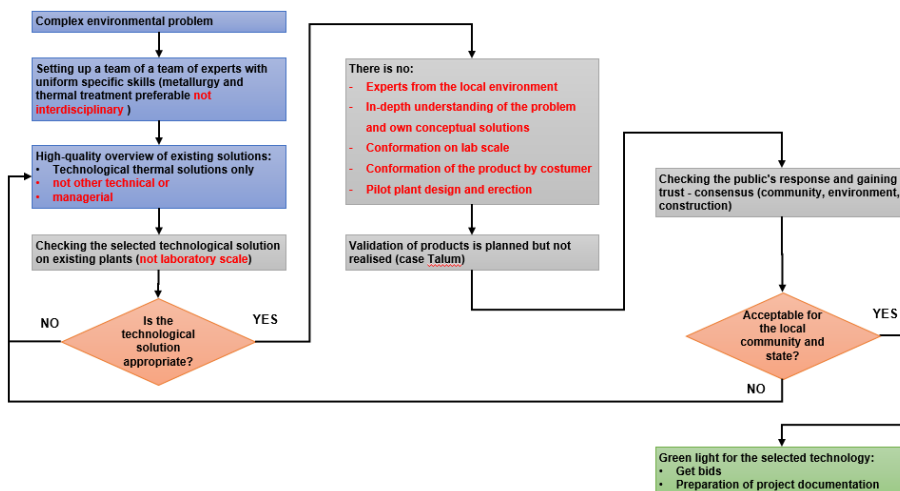 Complex environmental problem
Setting up a team of a team of experts with
uniform specific skills (metallurgy and
thermal treatment preferable not
interdisciplinary )
High-quality overview of existing solutions:
• Technological thermal solutions only
• not other technical or
• managerial
Checking the selected technological solution
on existing plants (not laboratory scale)
Is the
technological
solution
appropriate?
NO
YES
There is no:
- Experts from the local environment
- In-depth understanding of the problem
and own conceptual solutions
- Conformation on lab scale
- Conformation of the product by costumer
- Pilot plant design and erection
Validation of products is planned but not
realised (case Talum)
Checking the public's response and gaining
trust - consensus (community, environment,
construction)
Acceptable for
the local
community and
state?
YES
NO
Green light for the selected technology:
• Get bids
• Preparation of project documentation